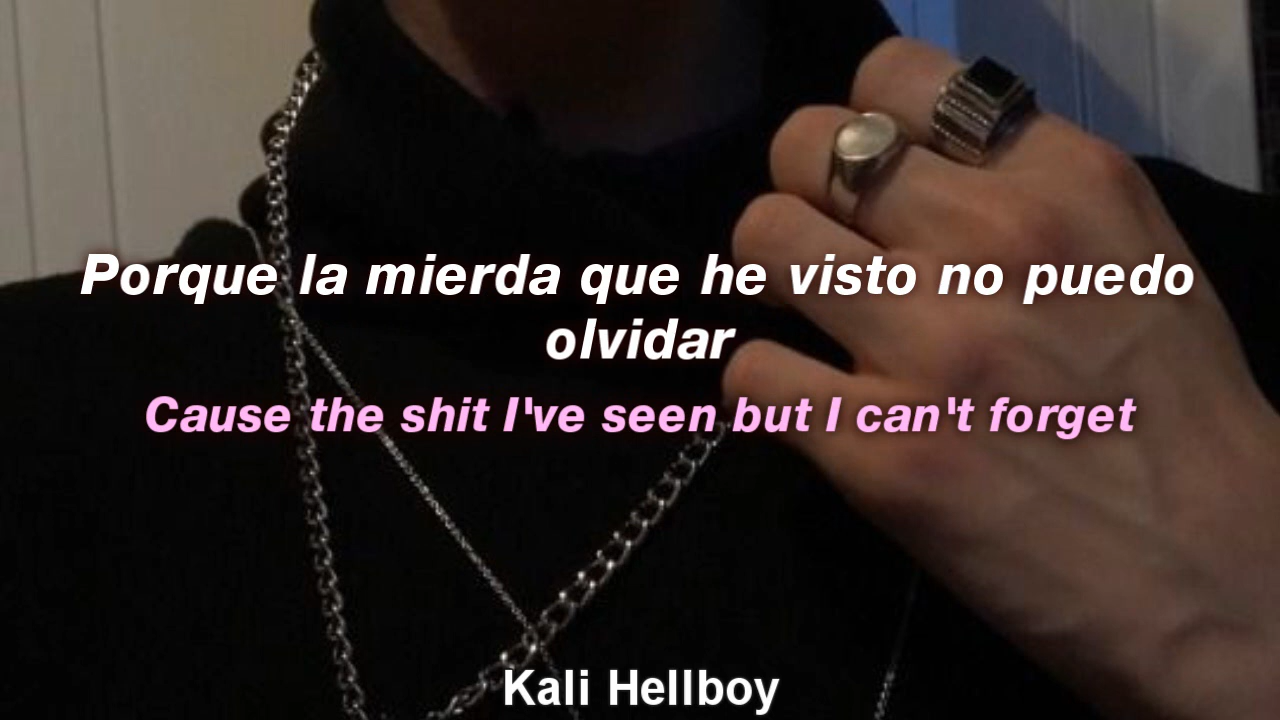 Porque la mierda que he visto no puedo
olvidar
Cause the shit I've seen but I can't forget
Kali Hellboy